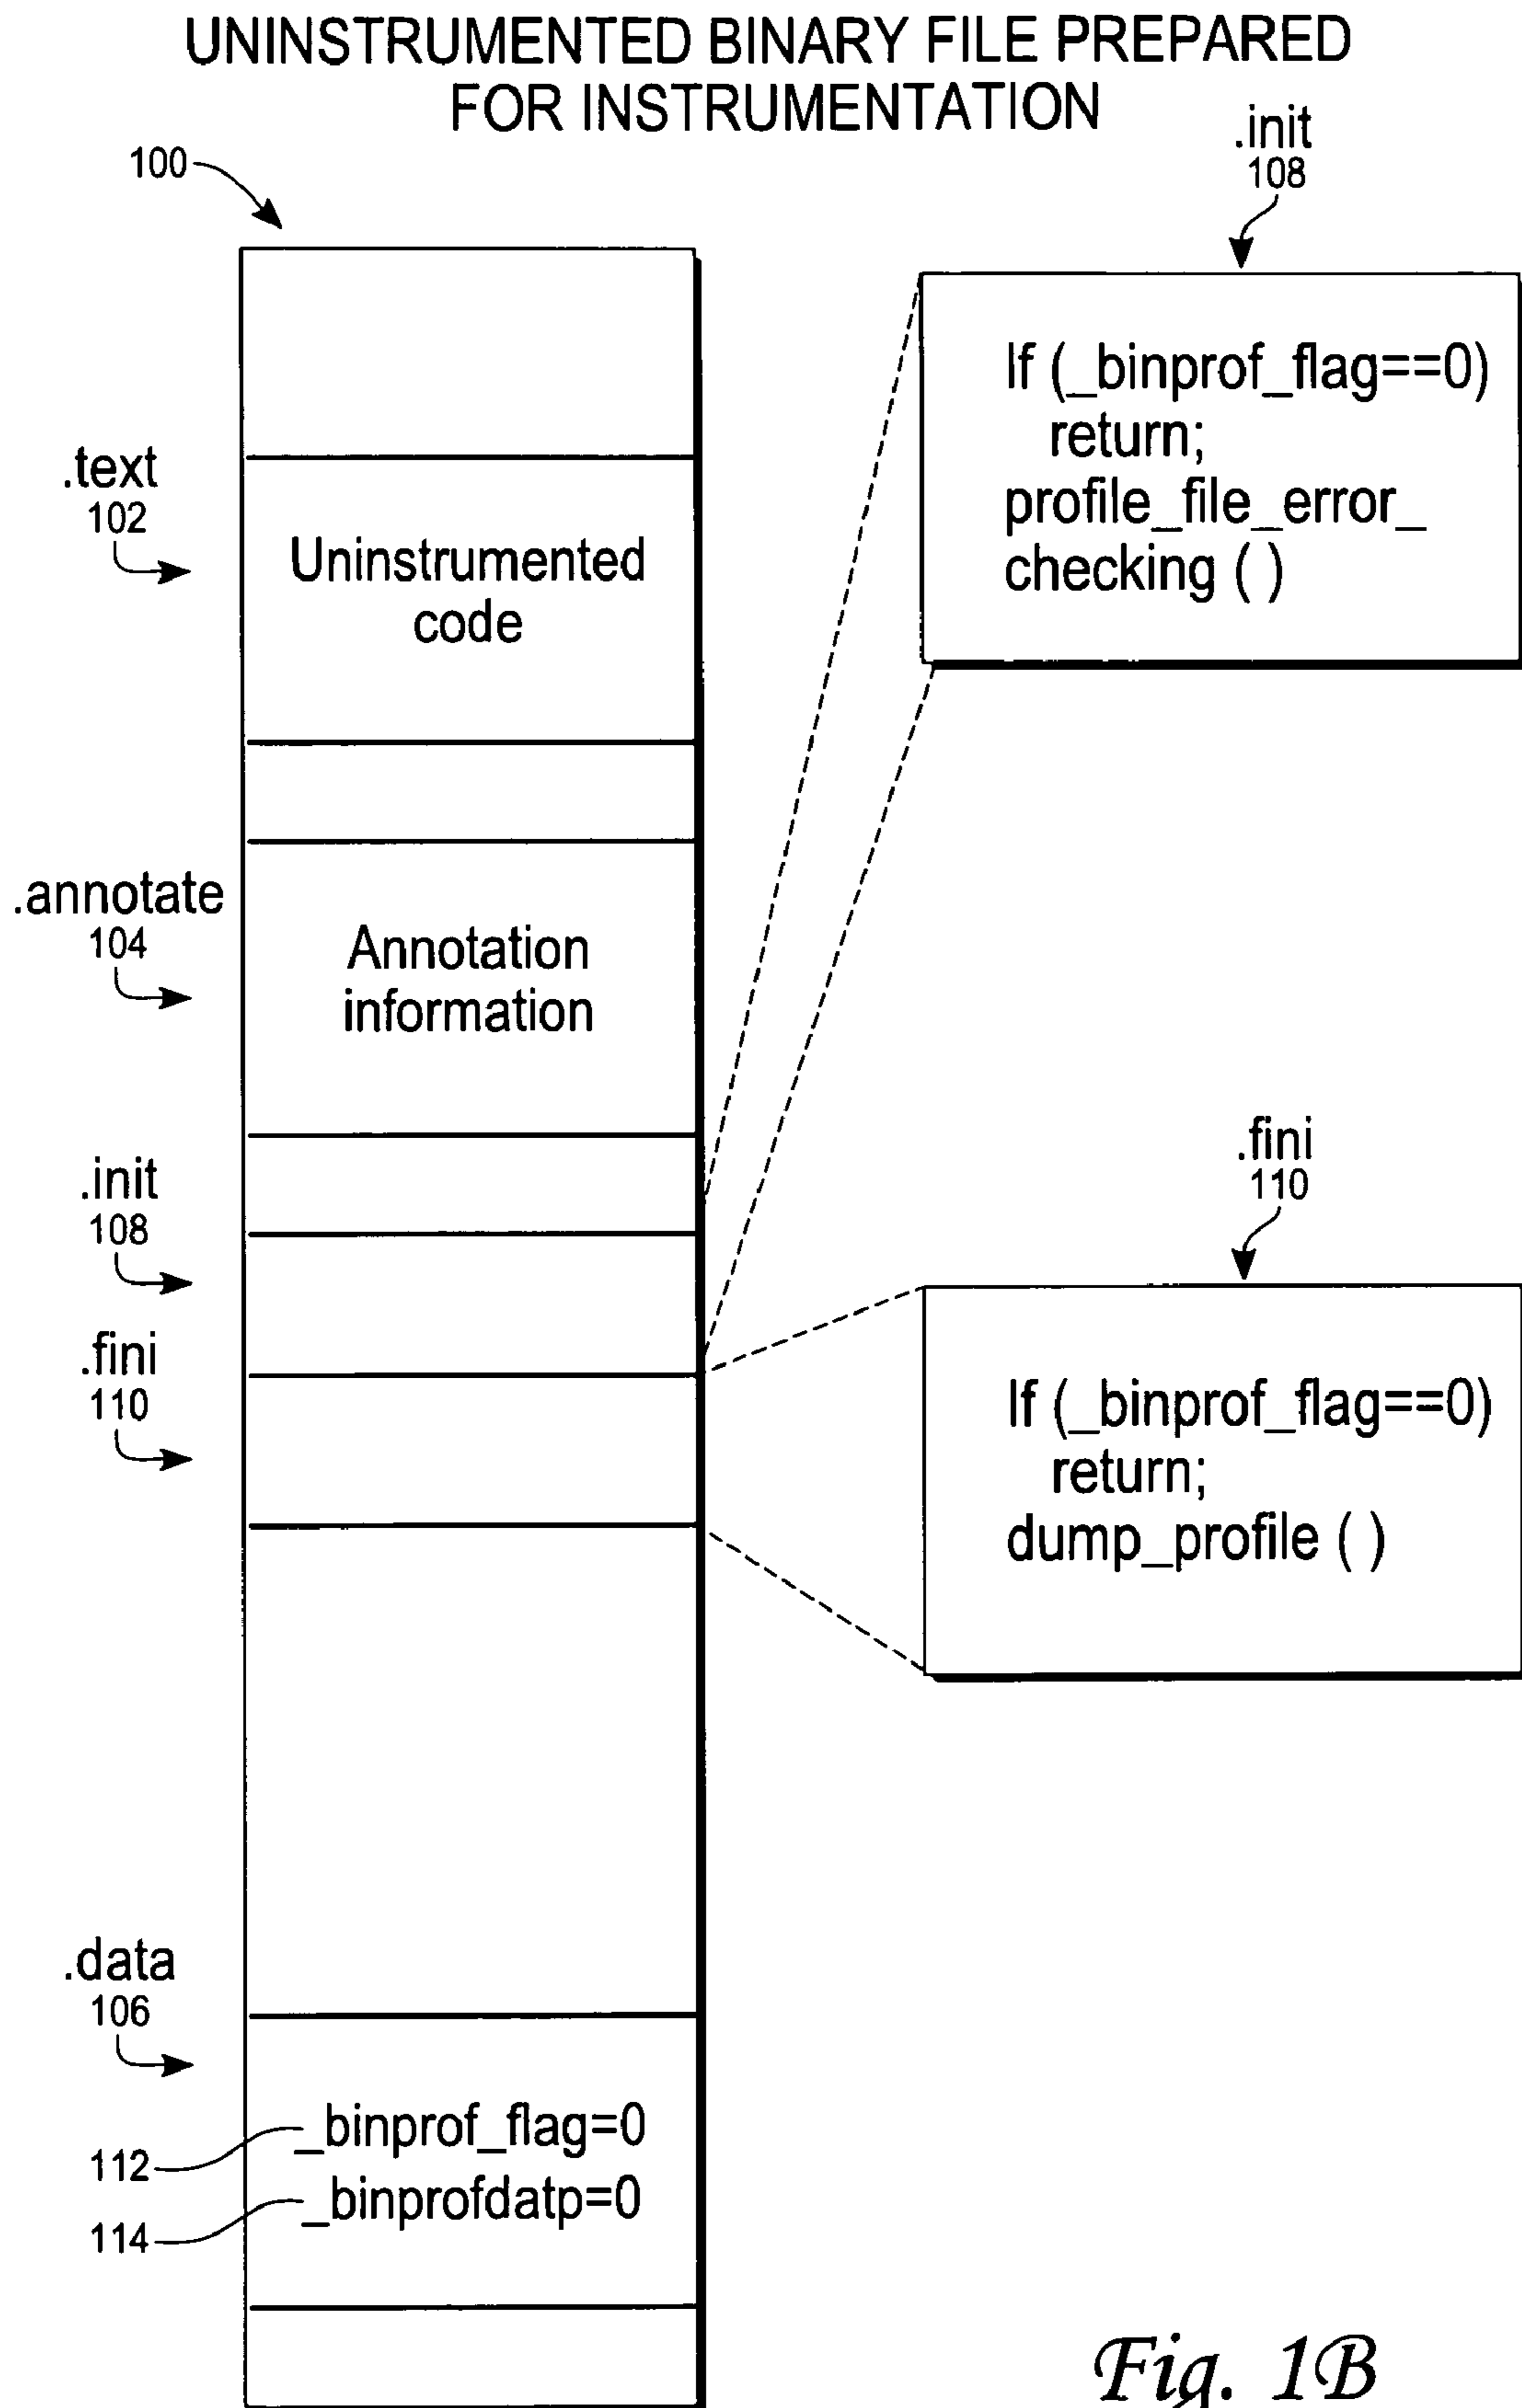 UNINSTRUMENTED BINARY FILE PREPARED
FOR INSTRUMENTATION
100
.init
108
If (_binprof_flag==0)
return;
profile_file_error_
checking ( )
.text
102
Uninstrumented
code
.annotate
104
Annotation
information
.init
108
.fini
110
.fini
110
If (_binprof_flag==0)
return;
dump_profile ( )
.data
106
_binprof_flag=0
112
_binprofdatp=0
114
Fig. 1B